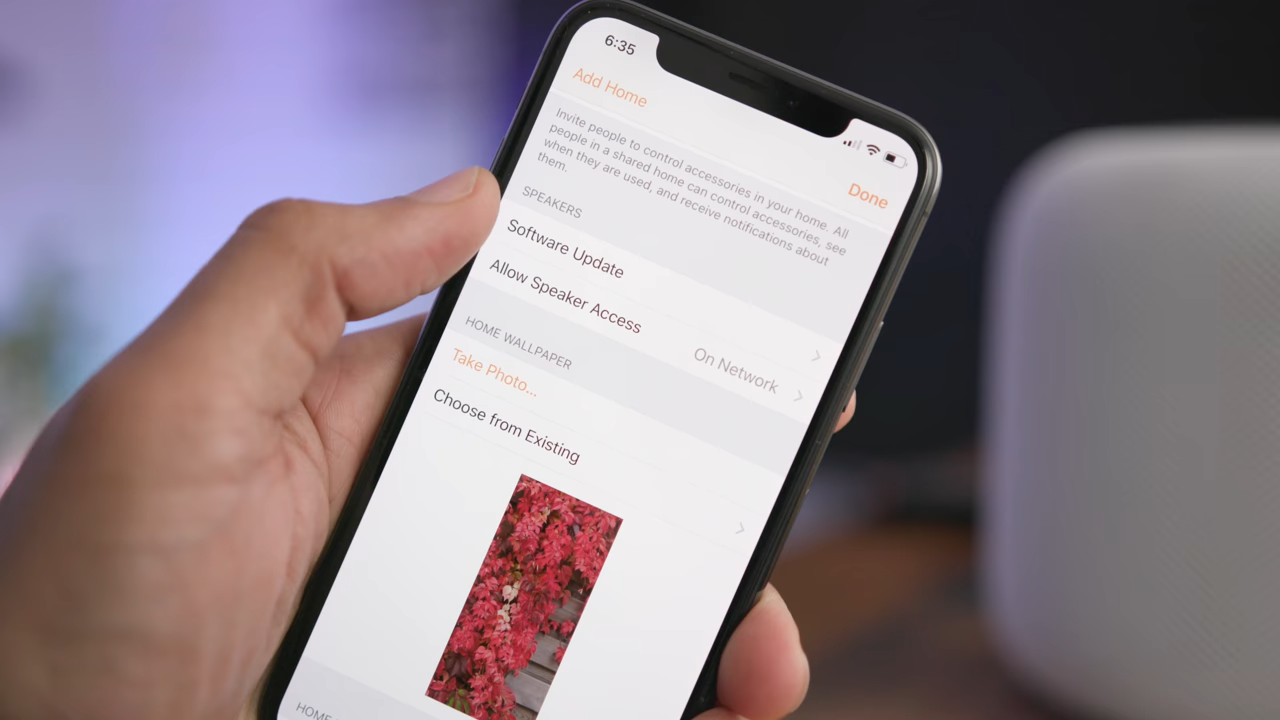 6:35
Add Home
Done
Invite people to control accessories in your home. All
people in a shared home can control accessories, see
when they are used, and receive notifications about
them.
SPEAKERS
Software Update
Allow Speaker Access
On Network
HOME WALLPAPER
Take Photo...
Choose from Existing
HOME